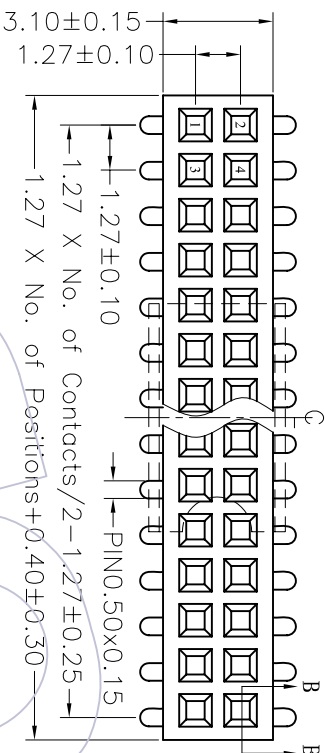 3.10±0.15
1.27±0.10
1 2
3 4
1.27±0.10
PIN0.50x0.15
1.27 X No. of Contacts/2-1.27±0.25
1.27 X No. of Positions+0.40±0.30
C
B